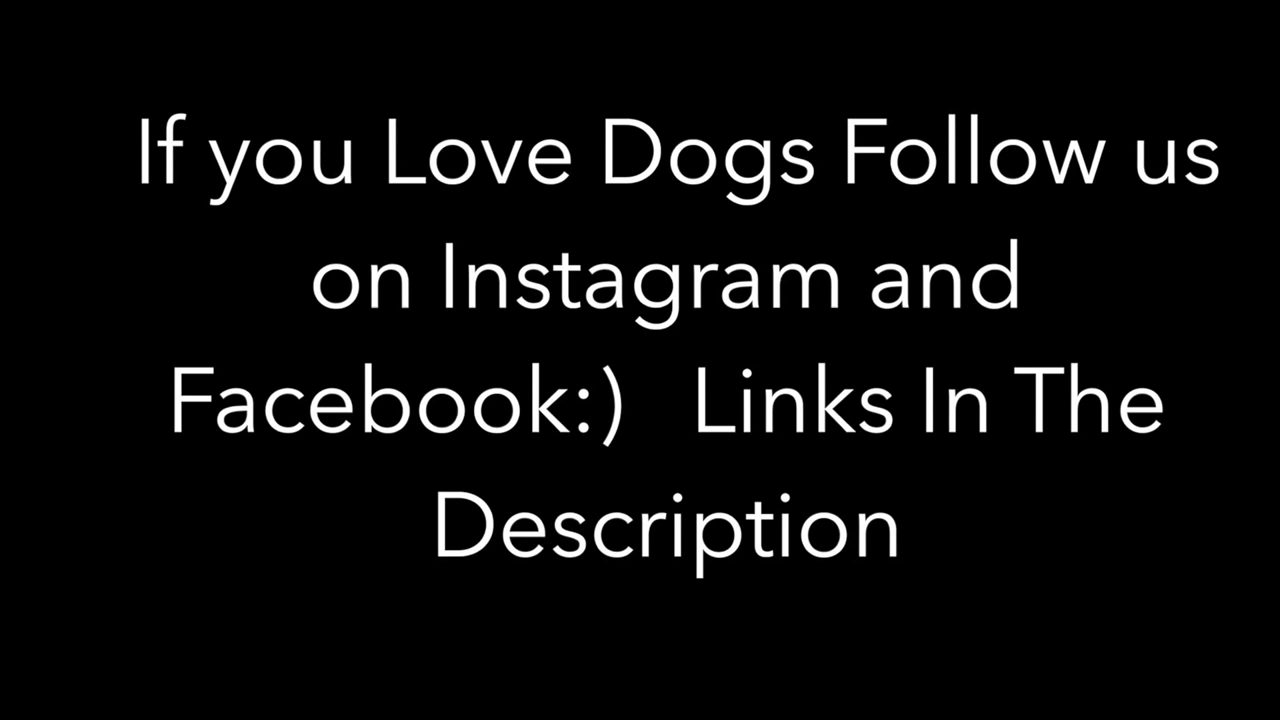 If you Love Dogs Follow us
on Instagram and
Facebook:)   Links In The
Description